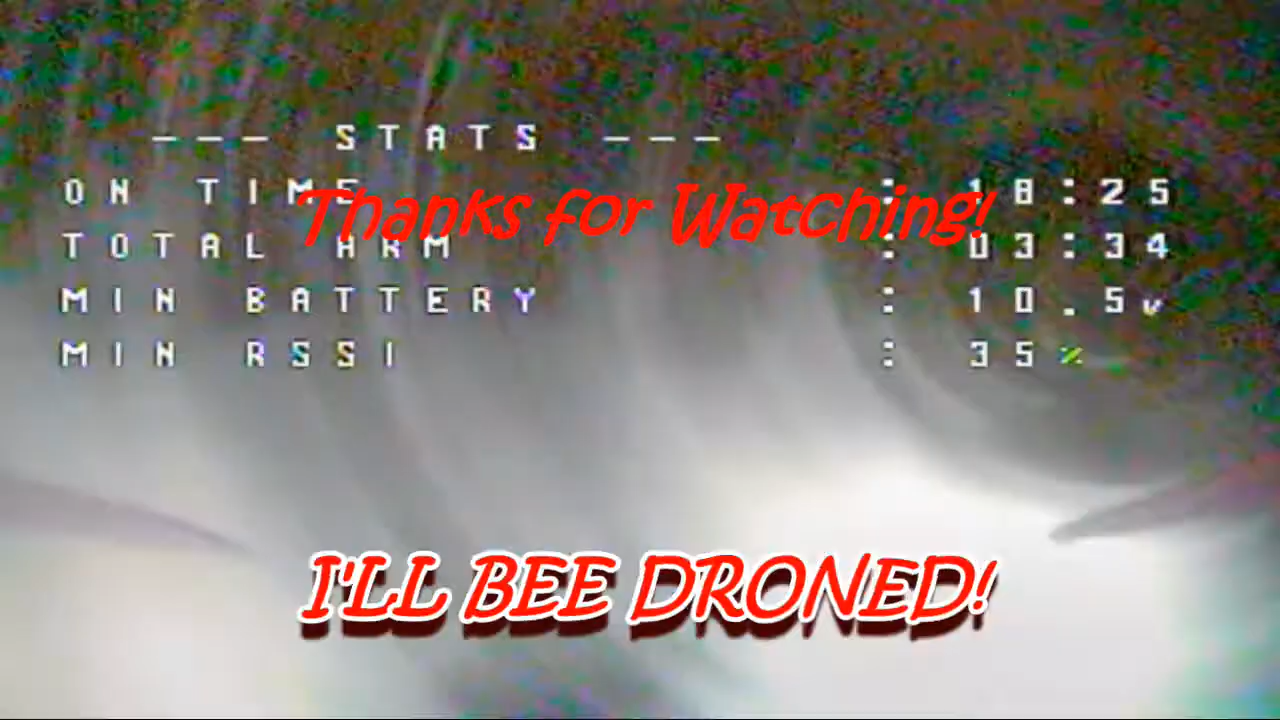 --- STATS ---
ON TIME : 18:25
Thanks for Watching!
TOTAL ARM : 03:34
MIN BATTERY : 10.5v
MIN RSSI : 35%
I'LL BEE DRONED!